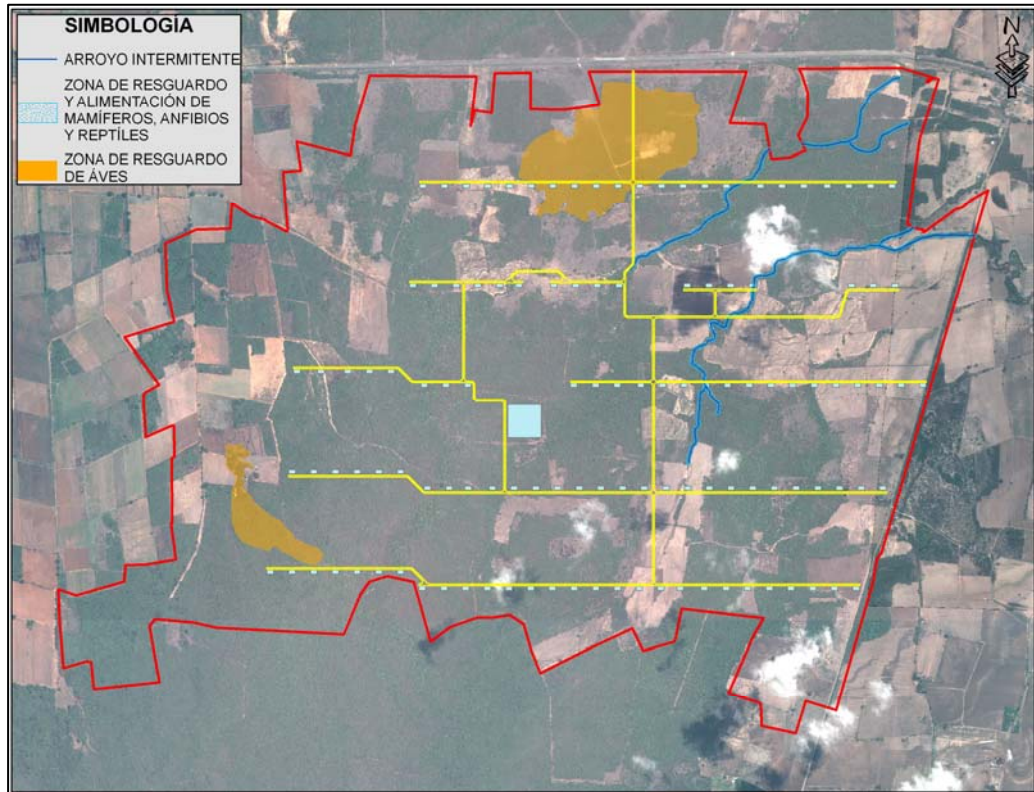 SIMBOLOGÍA
ARROYO INTERMITENTE
ZONA DE RESGUARDO
Y ALIMENTACIÓN DE
MAMÍFEROS, ANFIBIOS
Y REPTÍLES
ZONA DE RESGUARDO
DE ÁVES
N